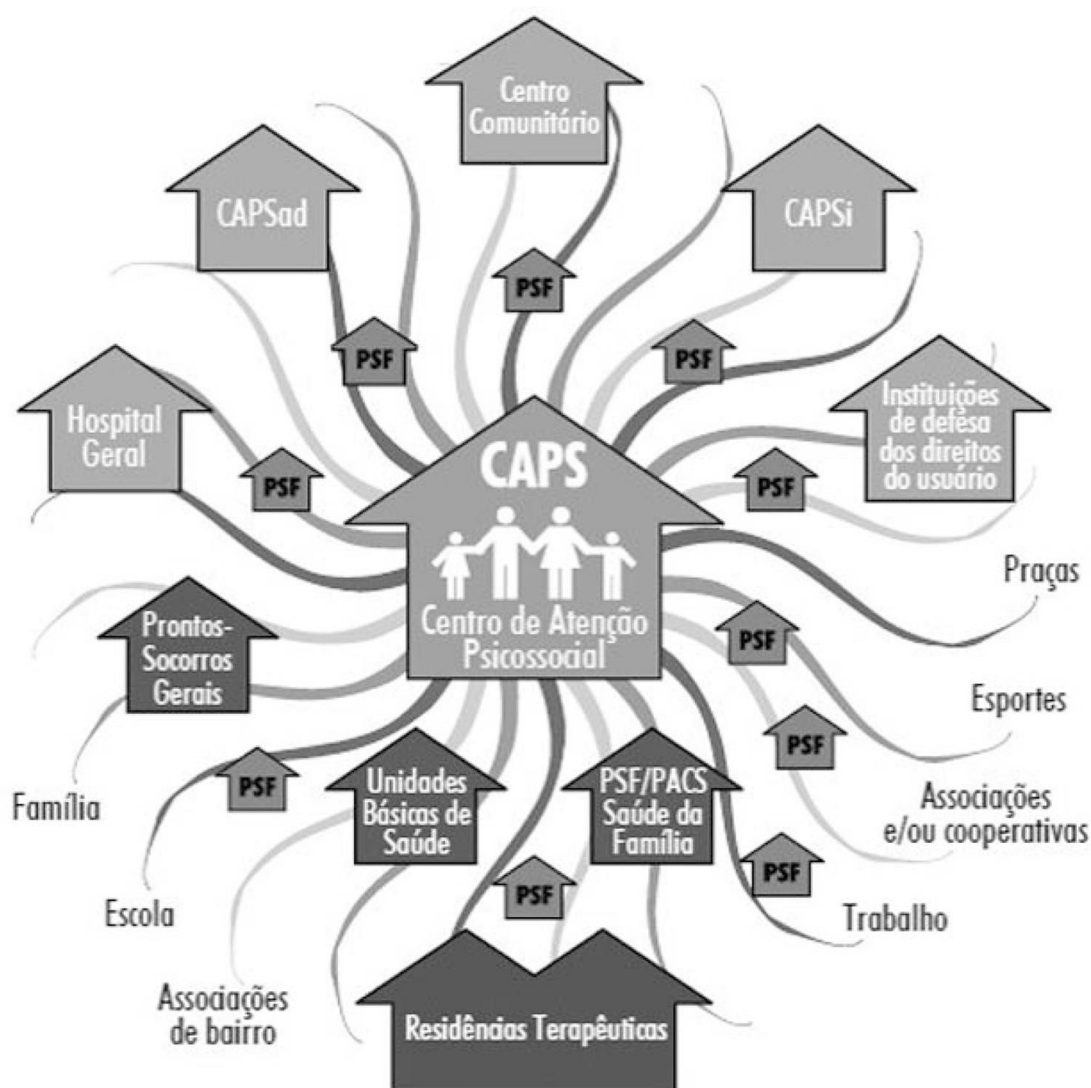 Centro
Comunitário
CAPSad
CAPSi
PSF
PSF
PSF
Hospital
Geral
Instituições
de defesa
dos direitos
do usuário
PSF
PSF
CAPS
Centro de Atenção
Psicossocial
Praças
Prontos-
Socorros
Gerais
PSF
Esportes
PSF
Família
PSF
Unidades
Básicas de
Saúde
PSF/PACS
Saúde da
Família
Associações
e/ou cooperativas
Escola
PSF
PSF
Trabalho
Associações
de bairro
Residências Terapêuticas